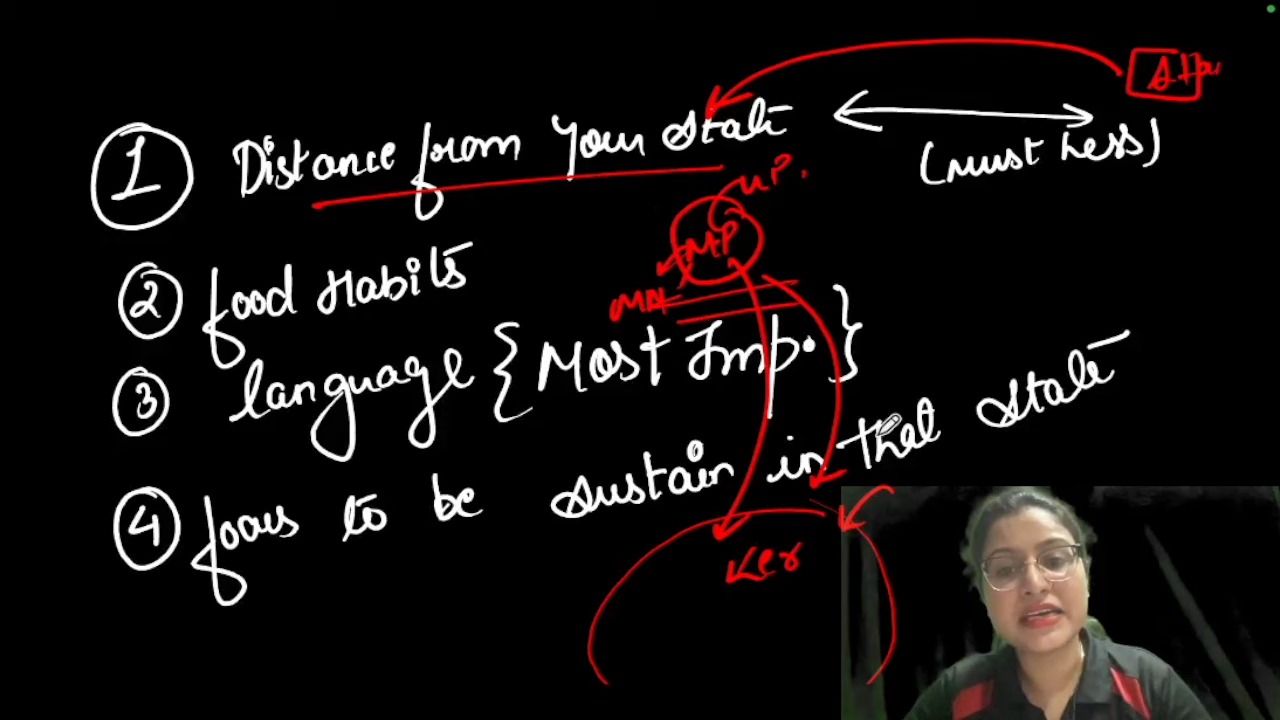 ① Distance from your state
(must less)
U.P.
MP
MH
② food Habits
③ language {Most Imp.}
④ focus to be sustain in that state
Ker